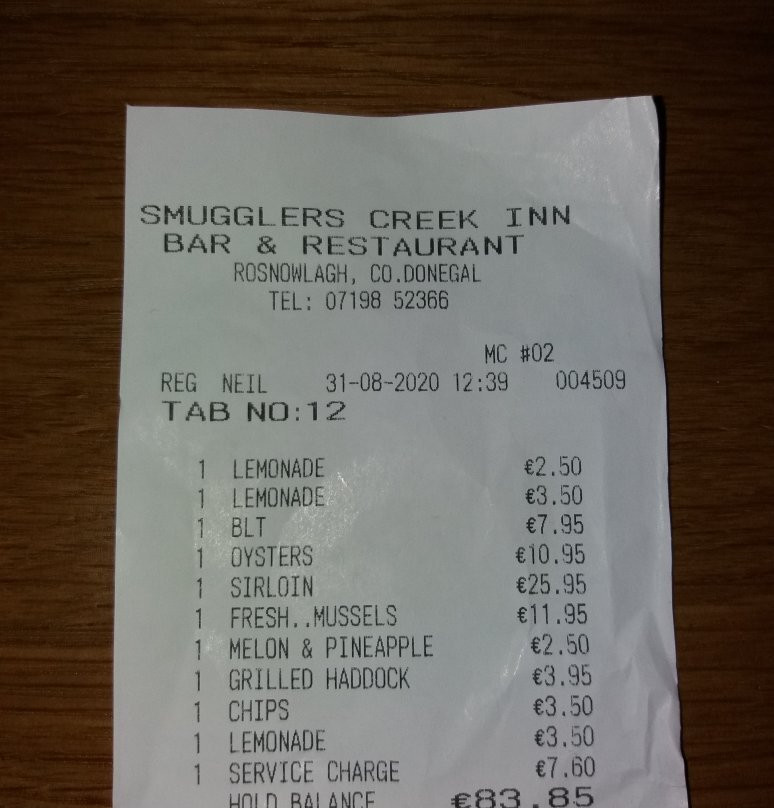 SMUGGLERS CREEK INN
BAR & RESTAURANT
ROSNOWLAGH, CO.DONEGAL
TEL: 07198 52366
MC #02
REG NEIL 31-08-2020 12:39 004509
TAB NO:12
1 LEMONADE €2.50
1 LEMONADE €3.50
1 BLT €7.95
1 OYSTERS €10.95
1 SIRLOIN €25.95
1 FRESH..MUSSELS €11.95
1 MELON & PINEAPPLE €2.50
1 GRILLED HADDOCK €3.95
1 CHIPS €3.50
1 LEMONADE €3.50
1 SERVICE CHARGE €7.60
HOLD BALANCE €83.85